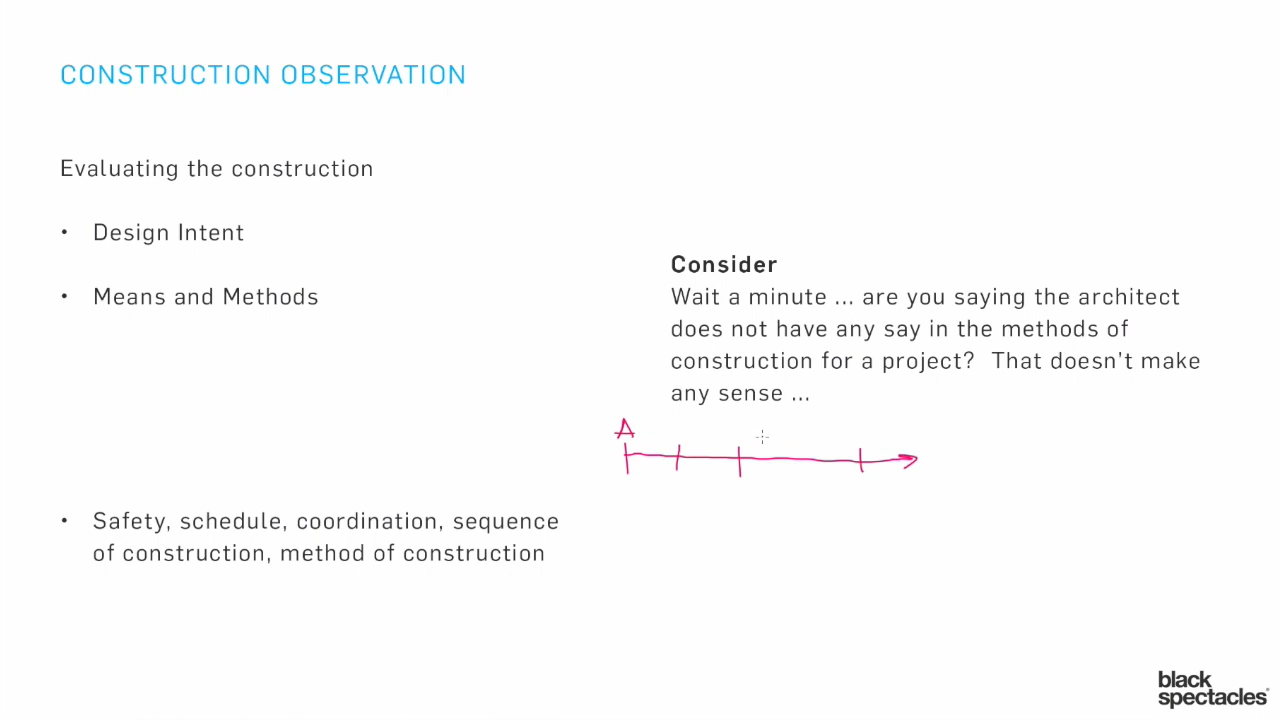 CONSTRUCTION OBSERVATION
Evaluating the construction
• Design Intent
• Means and Methods
Consider
Wait a minute ... are you saying the architect
does not have any say in the methods of
construction for a project?  That doesn't make
any sense ...
A
• Safety, schedule, coordination, sequence
of construction, method of construction
black
spectacles